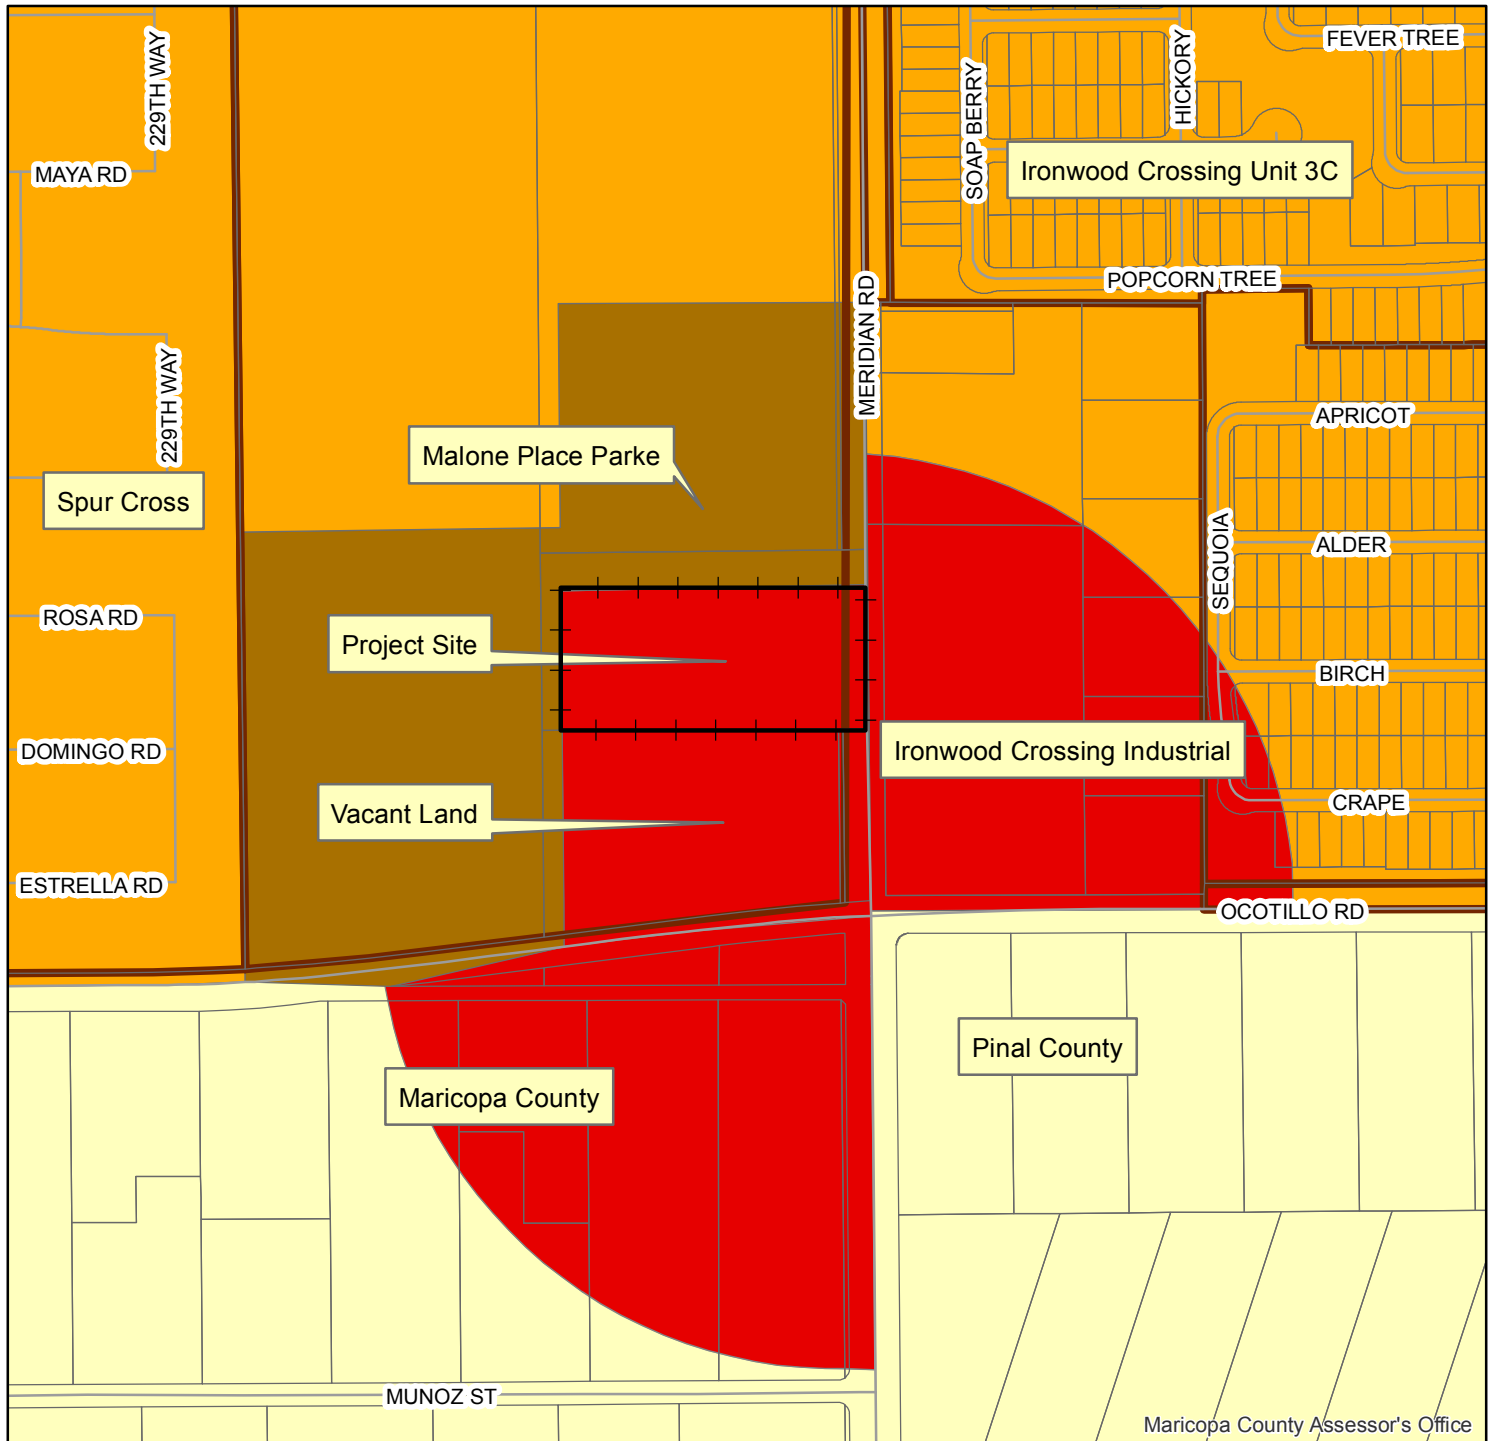 229TH WAY
HICKORY
FEVER TREE
SOAP BERRY
MAYA RD
Ironwood Crossing Unit 3C
POPCORN TREE
MERIDIAN RD
229TH WAY
APRICOT
Malone Place Parke
Spur Cross
SEQUOIA
ALDER
ROSA RD
Project Site
BIRCH
DOMINGO RD
Ironwood Crossing Industrial
Vacant Land
CRAPE
ESTRELLA RD
OCOTILLO RD
Pinal County
Maricopa County
MUNOZ ST
Maricopa County Assessor's Office